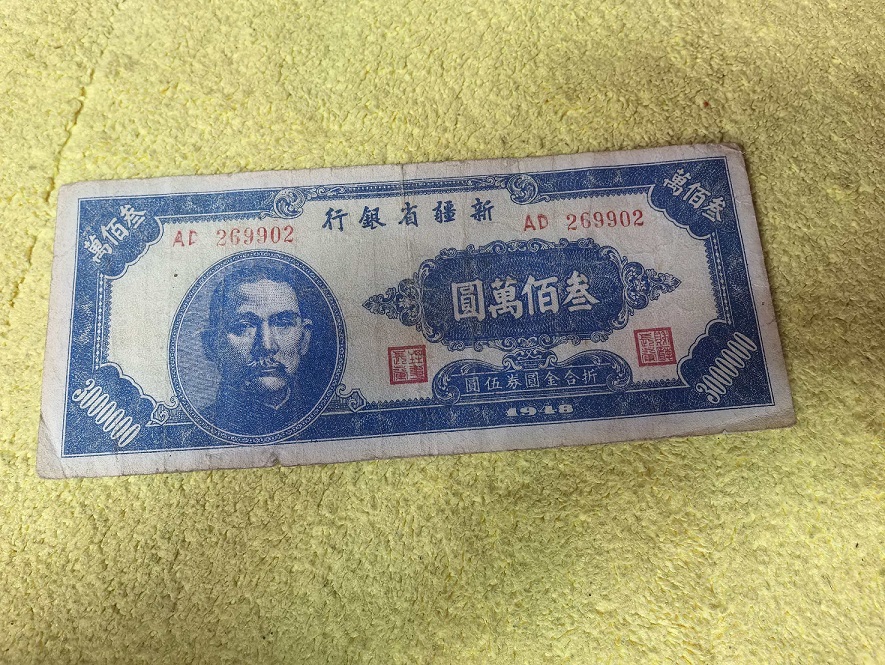 叁佰萬
叁佰萬
新疆省銀行
AD 269902
AD 269902
叁佰萬圓
折合金圓券伍圓
3000000
3000000
1948